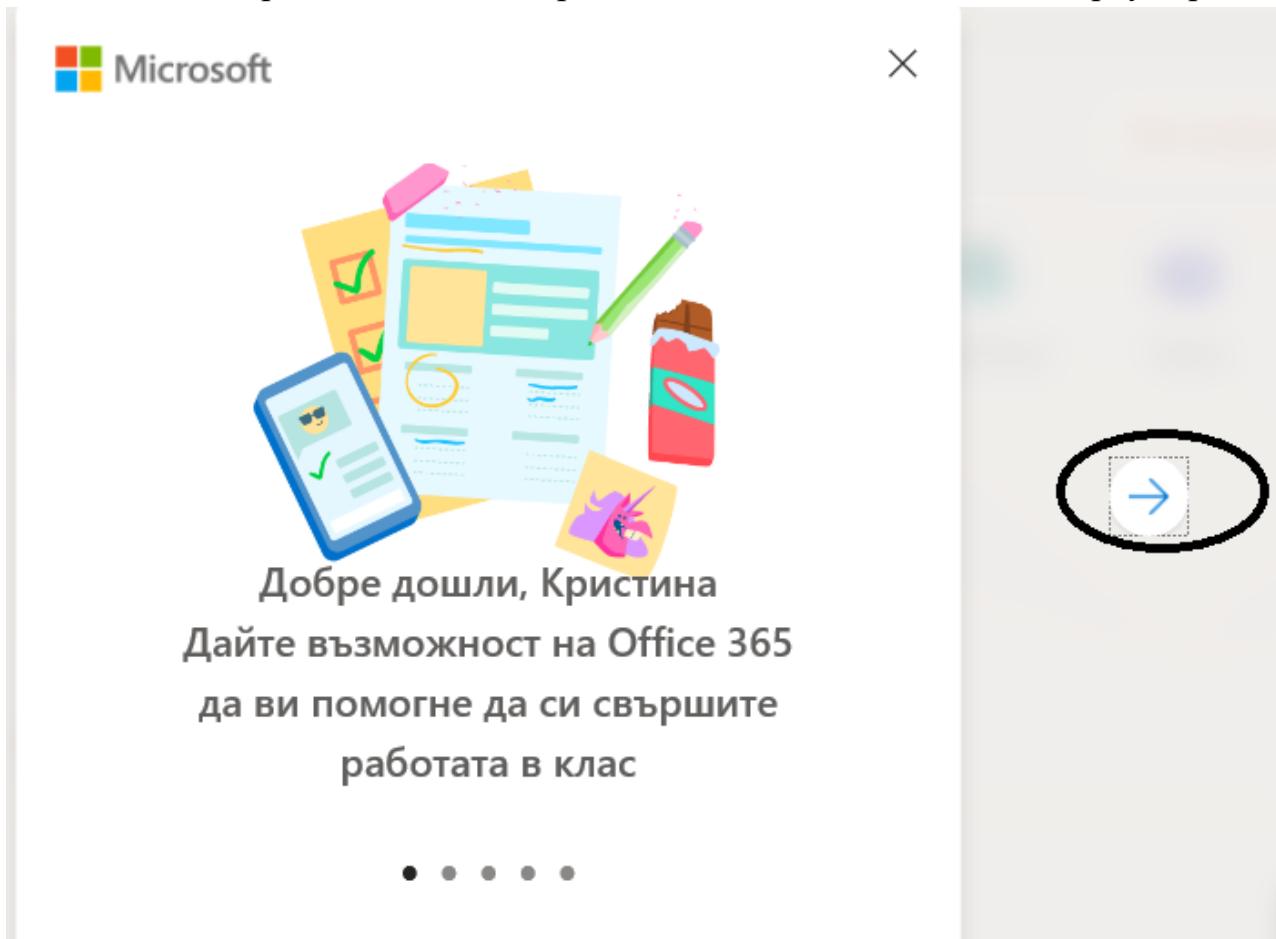 Microsoft
Добре дошли, Кристина
Дайте възможност на Office 365
да ви помогне да си свършите
работата в клас